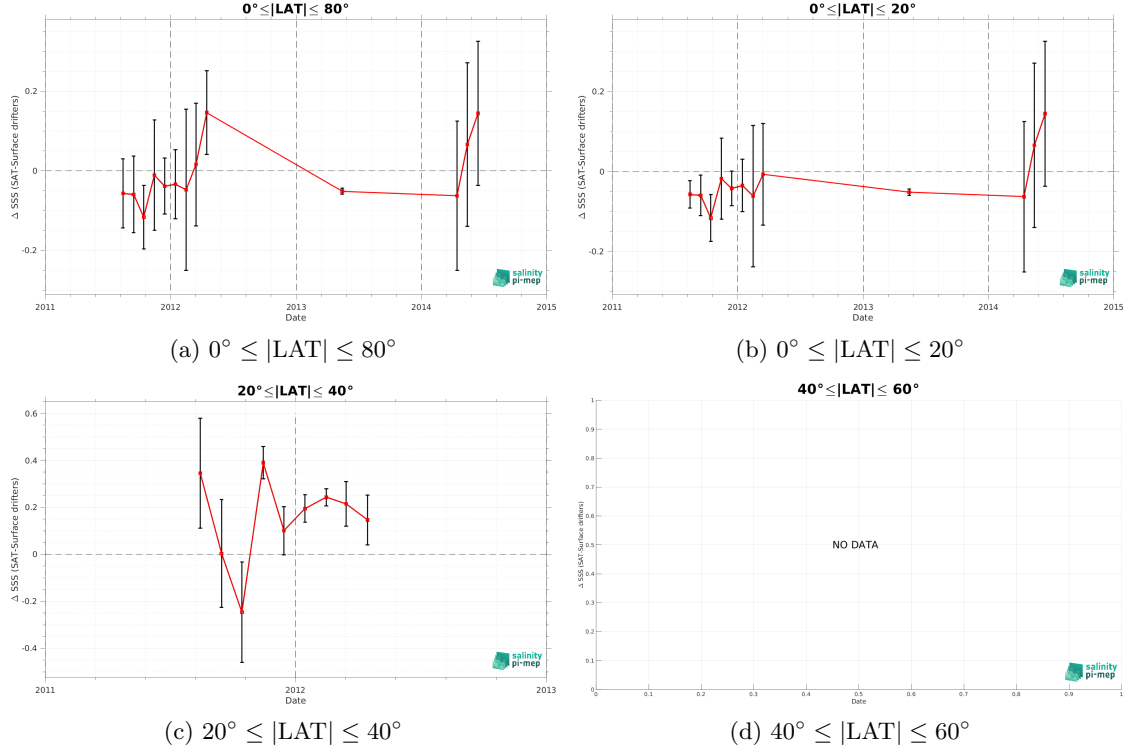 0°≤|LAT|≤ 80°
Δ SSS (SAT-Surface drifters)
0.2
0
-0.2
2011
2012
2013
2014
2015
Date
salinity
pi-mep
(a) 0° ≤ |LAT| ≤ 80°
0°≤|LAT|≤ 20°
Δ SSS (SAT-Surface drifters)
0.2
0
-0.2
2011
2012
2013
2014
2015
Date
salinity
pi-mep
(b) 0° ≤ |LAT| ≤ 20°
20°≤|LAT|≤ 40°
Δ SSS (SAT-Surface drifters)
0.6
0.4
0.2
0
-0.2
-0.4
2011
2012
2013
Date
salinity
pi-mep
(c) 20° ≤ |LAT| ≤ 40°
40°≤|LAT|≤ 60°
Δ SSS (SAT-Surface drifters)
1
0.9
0.8
0.7
0.6
0.5
0.4
0.3
0.2
0.1
0
NO DATA
0
0.1
0.2
0.3
0.4
0.5
0.6
0.7
0.8
0.9
1
Date
salinity
pi-mep
(d) 40° ≤ |LAT| ≤ 60°